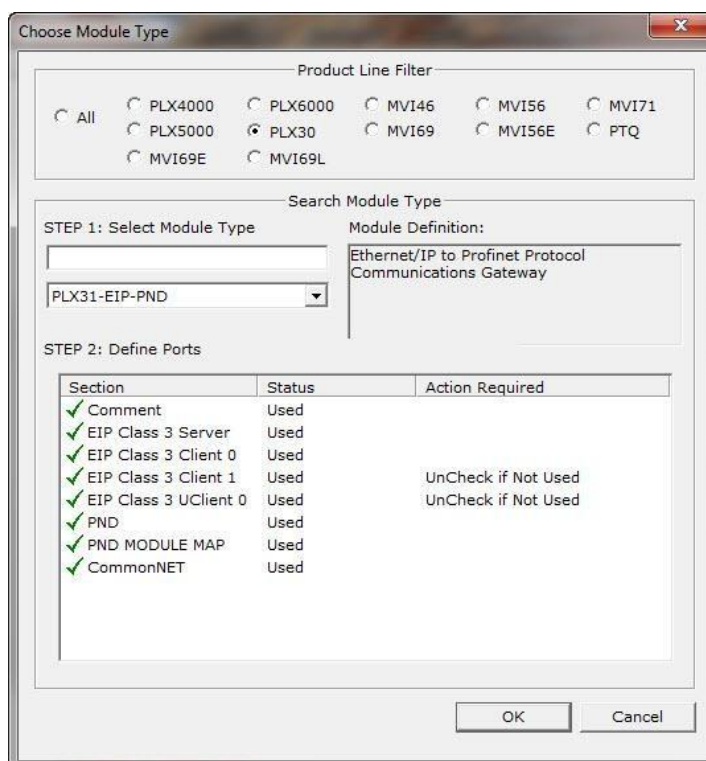 Choose Module Type
Product Line Filter
All
PLX4000 PLX6000 MVI46 MVI56 MVI71
PLX5000 PLX30 MVI69 MVI56E PTQ
MVI69E MVI69L
Search Module Type
STEP 1: Select Module Type Module Definition:
Ethernet/IP to Profinet Protocol
Communications Gateway
PLX31-EIP-PND
STEP 2: Define Ports
Section Status Action Required
Comment Used
EIP Class 3 Server Used
EIP Class 3 Client 0 Used
EIP Class 3 Client 1 Used UnCheck if Not Used
EIP Class 3 UClient 0 Used UnCheck if Not Used
PND Used
PND MODULE MAP Used
CommonNET Used
OK Cancel